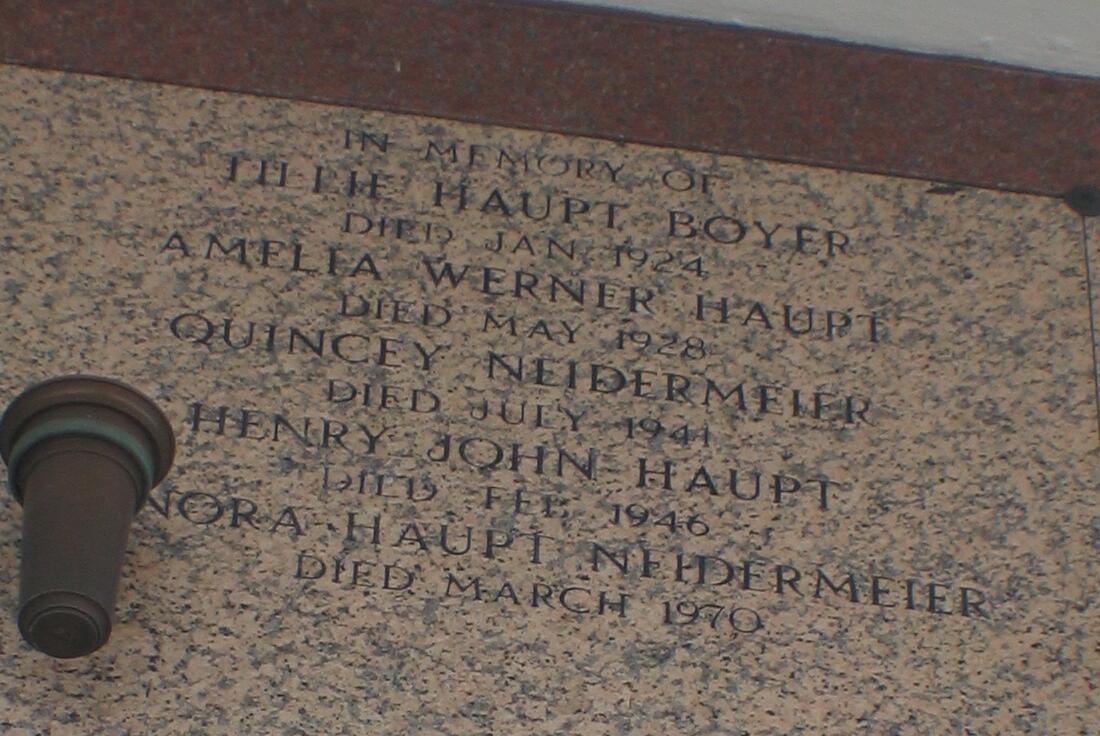 IN MEMORY OF
TILLIE HAUPT BOYER
DIED JAN. 1924
AMELIA WERNER HAUPT
DIED MAY 1928
QUINCEY NEIDERMEIER
DIED JULY 1941
HENRY JOHN HAUPT
DIED FEB. 1946
NORA HAUPT NEIDERMEIER
DIED MARCH 1970